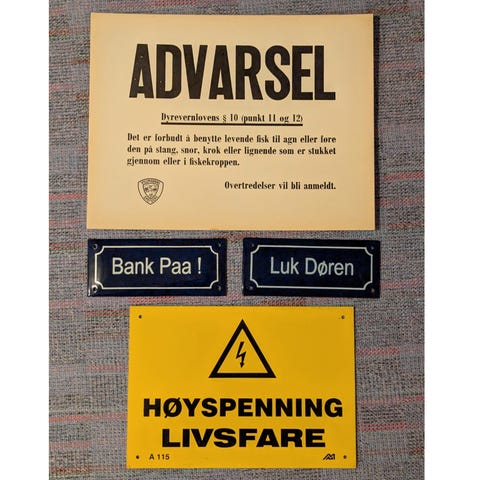 ADVARSEL
Dyrevernlovens § 10 (punkt 11 og 12)
Det er forbudt å benytte levende fisk til agn eller føre
den på stang, snor, krok eller lignende som er stukket
gjennom eller i fiskekroppen.
Overtredelser vil bli anmeldt.
Bank Paa !
Luk Døren
HØYSPENNING
LIVSFARE
A 115